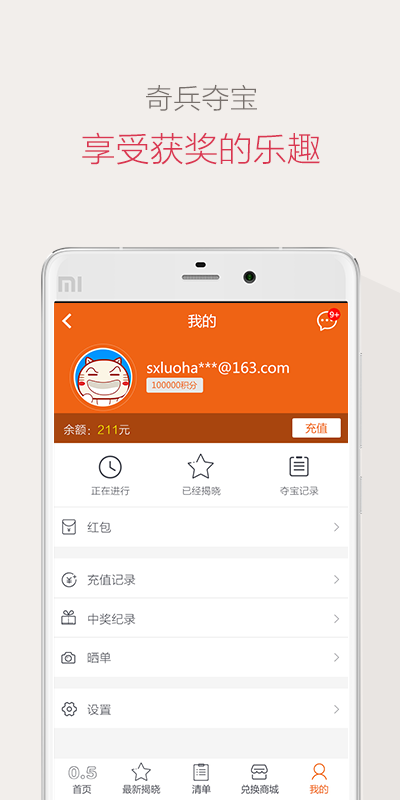 奇兵夺宝
享受获奖的乐趣
mi
我的
9+
sxluoha***@163.com
100000积分
余额：211元
充值
正在进行
已经揭晓
夺宝记录
红包
充值记录
中奖纪录
晒单
设置
0.5
首页
最新揭晓
清单
兑换商城
我的